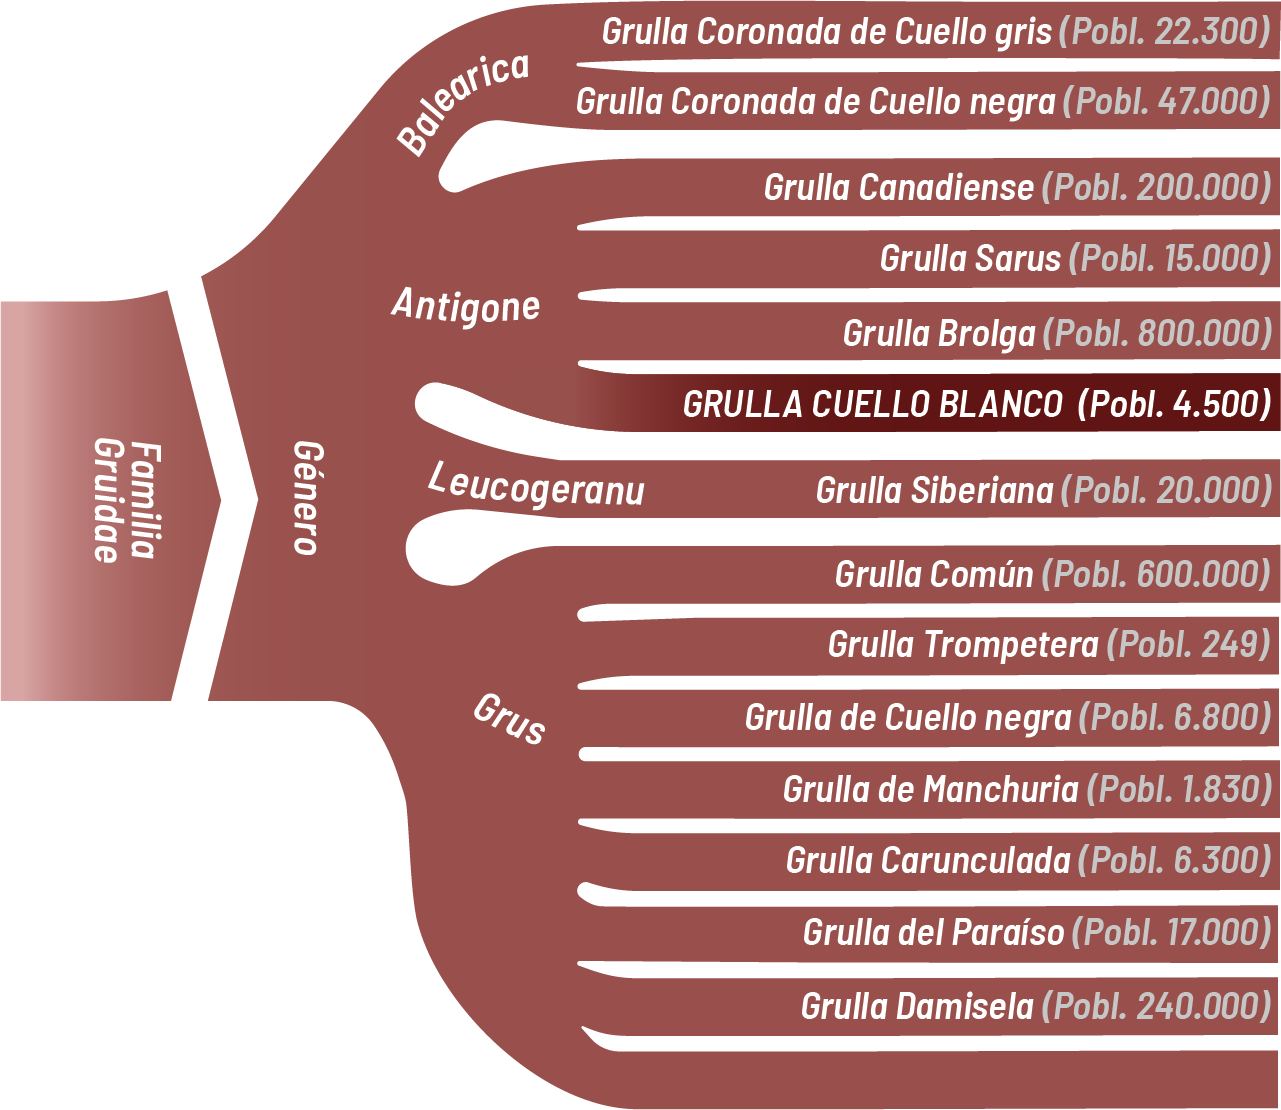 Familia
Gruidae
Género
Balearica
Grulla Coronada de Cuello gris (Pobl. 22.300)
Grulla Coronada de Cuello negra (Pobl. 47.000)
Antigone
Grulla Canadiense (Pobl. 200.000)
Grulla Sarus (Pobl. 15.000)
Grulla Brolga (Pobl. 800.000)
GRULLA CUELLO BLANCO (Pobl. 4.500)
Leucogeranu
Grulla Siberiana (Pobl. 20.000)
Grus
Grulla Común (Pobl. 600.000)
Grulla Trompetera (Pobl. 249)
Grulla de Cuello negra (Pobl. 6.800)
Grulla de Manchuria (Pobl. 1.830)
Grulla Carunculada (Pobl. 6.300)
Grulla del Paraíso (Pobl. 17.000)
Grulla Damisela (Pobl. 240.000)